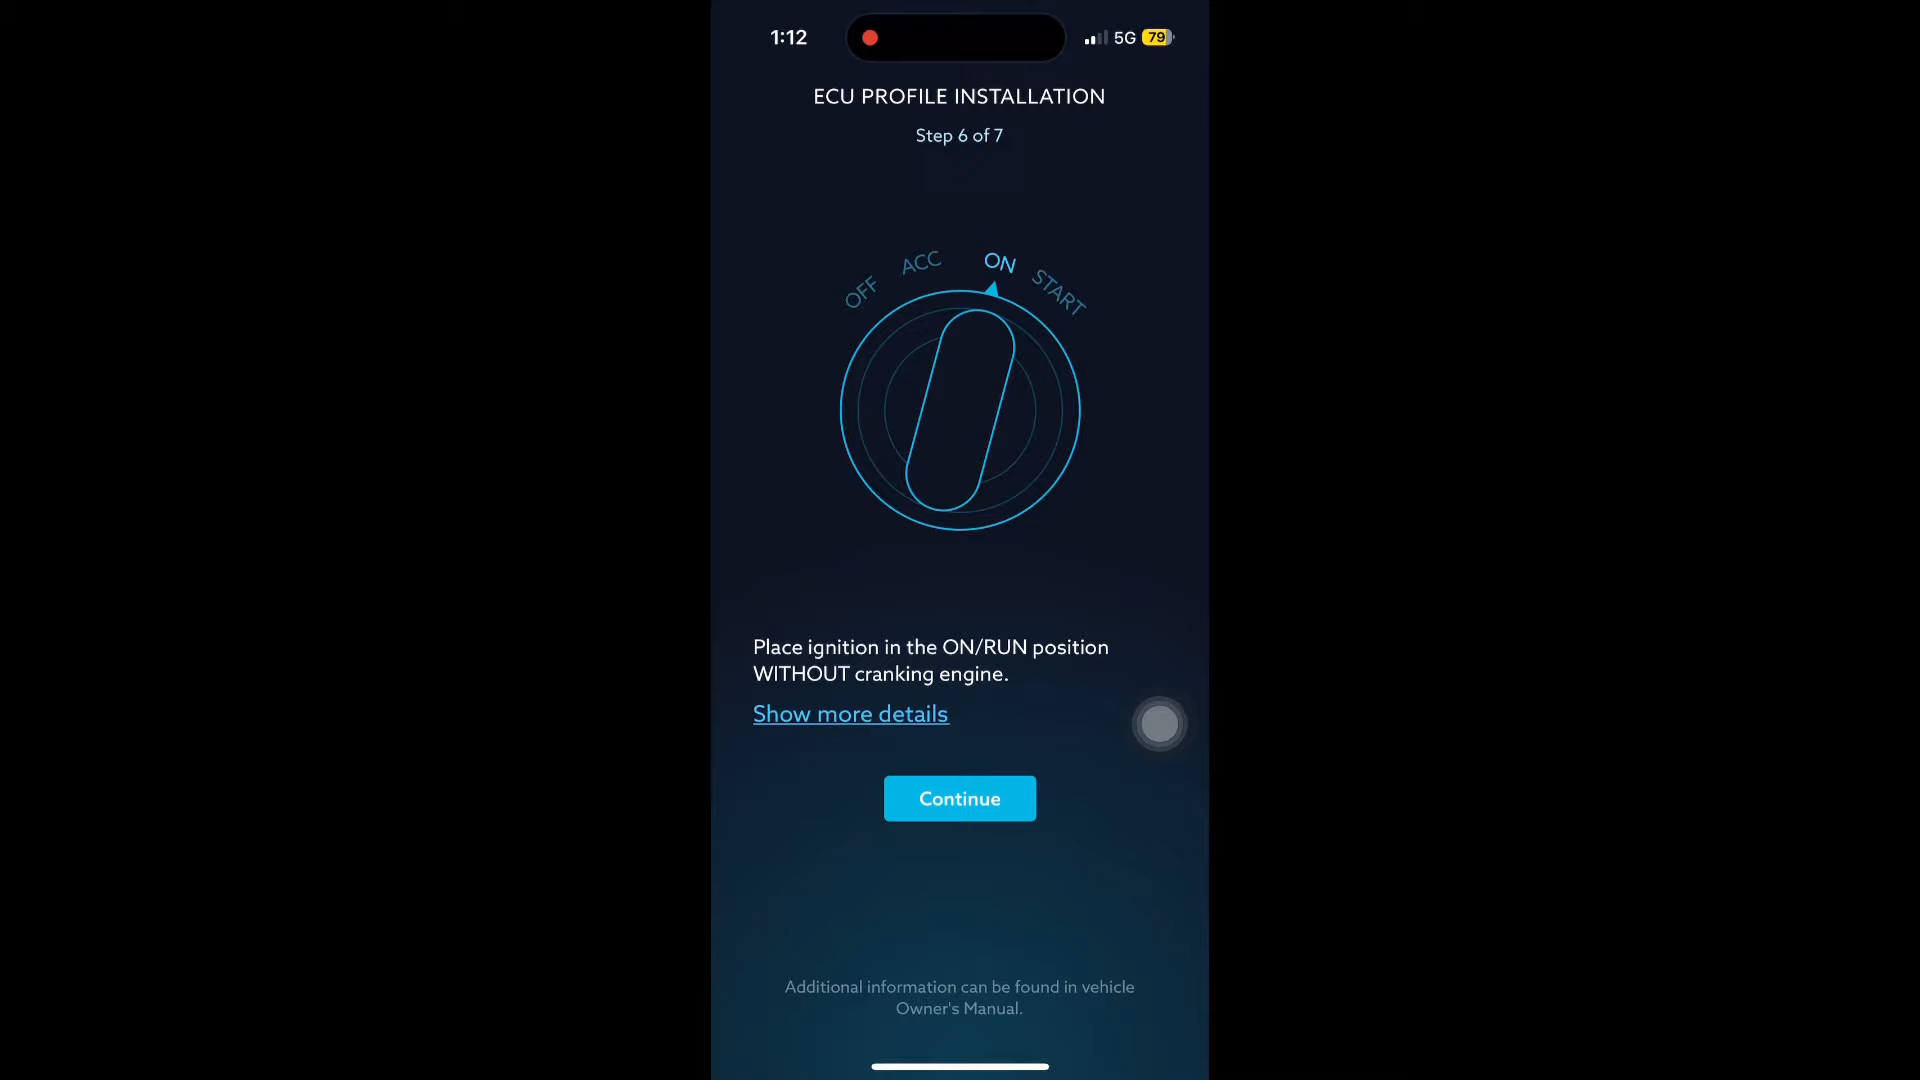 1:12
5G
79
ECU PROFILE INSTALLATION
Step 6 of 7
OFF
ACC
ON
START
Place ignition in the ON/RUN position
WITHOUT cranking engine.
Show more details
Continue
Additional information can be found in vehicle
Owner's Manual.